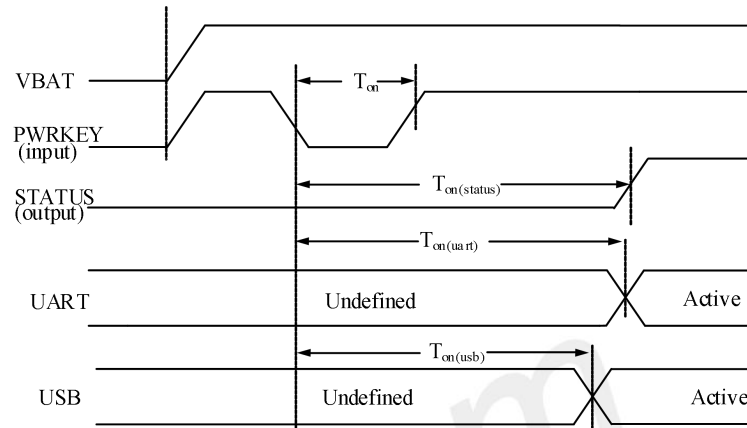 VBAT
Ton
PWRKEY
(input)
STATUS
(output)
Ton(status)
Ton(uart)
UART
Undefined
Active
Ton(usb)
USB
Undefined
Active